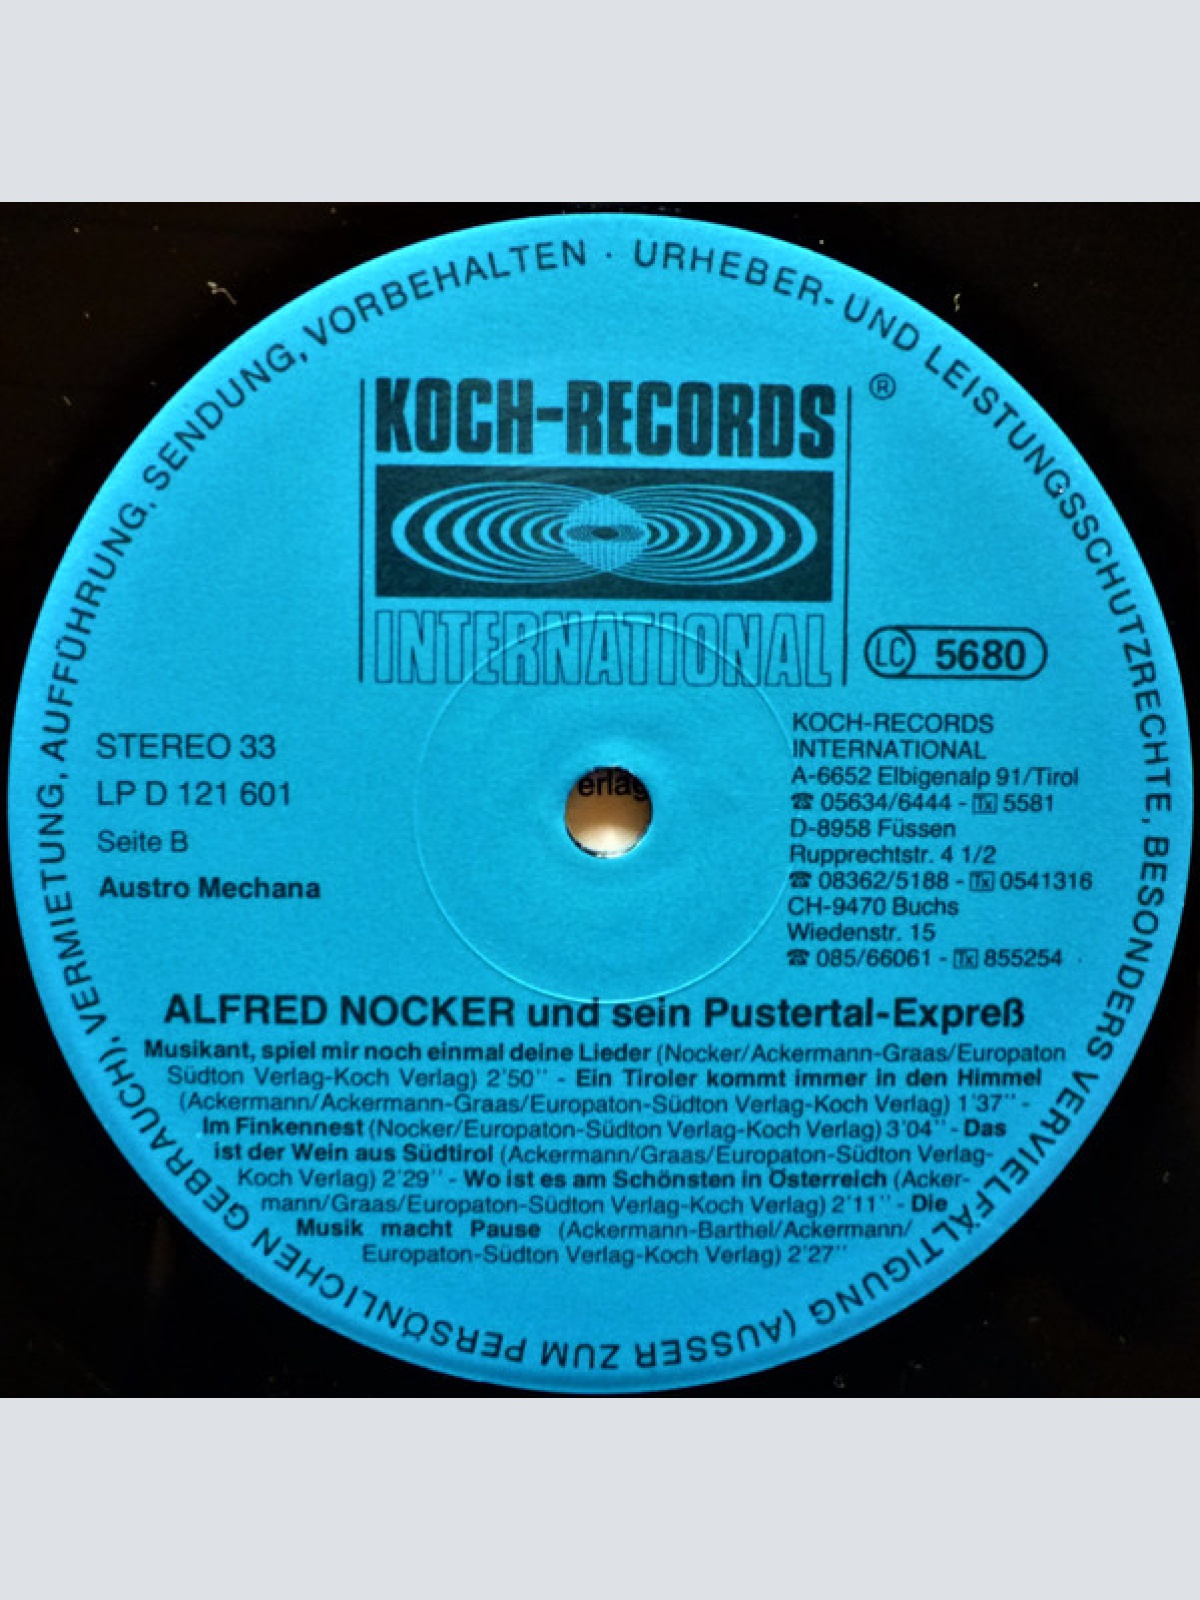 URHEBER- UND LEISTUNGSSCHUTZRECHTE, BESONDERS VERVIELFÄLTIGUNG (AUSSER ZUM PERSÖNLICHEN GEBRAUCH), VERMIETUNG, AUFFÜHRUNG, SENDUNG, VORBEHALTEN ·
KOCH-RECORDS ®
INTERNATIONAL
LC 5680
STEREO 33
LP D 121 601
Seite B
Austro Mechana
erlag
KOCH-RECORDS
INTERNATIONAL
A-6652 Elbigenalp 91/Tirol
☎ 05634/6444 - Tx 5581
D-8958 Füssen
Rupprechtstr. 4 1/2
☎ 08362/5188 - Tx 0541316
CH-9470 Buchs
Wiedenstr. 15
☎ 085/66061 - Tx 855254
ALFRED NOCKER und sein Pustertal-Expreß
Musikant, spiel mir noch einmal deine Lieder (Nocker/Ackermann-Graas/Europaton
Südton Verlag-Koch Verlag) 2'50'' - Ein Tiroler kommt immer in den Himmel
(Ackermann/Ackermann-Graas/Europaton-Südton Verlag-Koch Verlag) 1'37'' -
Im Finkennest (Nocker/Europaton-Südton Verlag-Koch Verlag) 3'04'' - Das
ist der Wein aus Südtirol (Ackermann/Graas/Europaton-Südton Verlag-
Koch Verlag) 2'29'' - Wo ist es am Schönsten in Österreich (Acker-
mann/Graas/Europaton-Südton Verlag-Koch Verlag) 2'11'' - Die
Musik macht Pause (Ackermann-Barthel/Ackermann/
Europaton-Südton Verlag-Koch Verlag) 2'27''